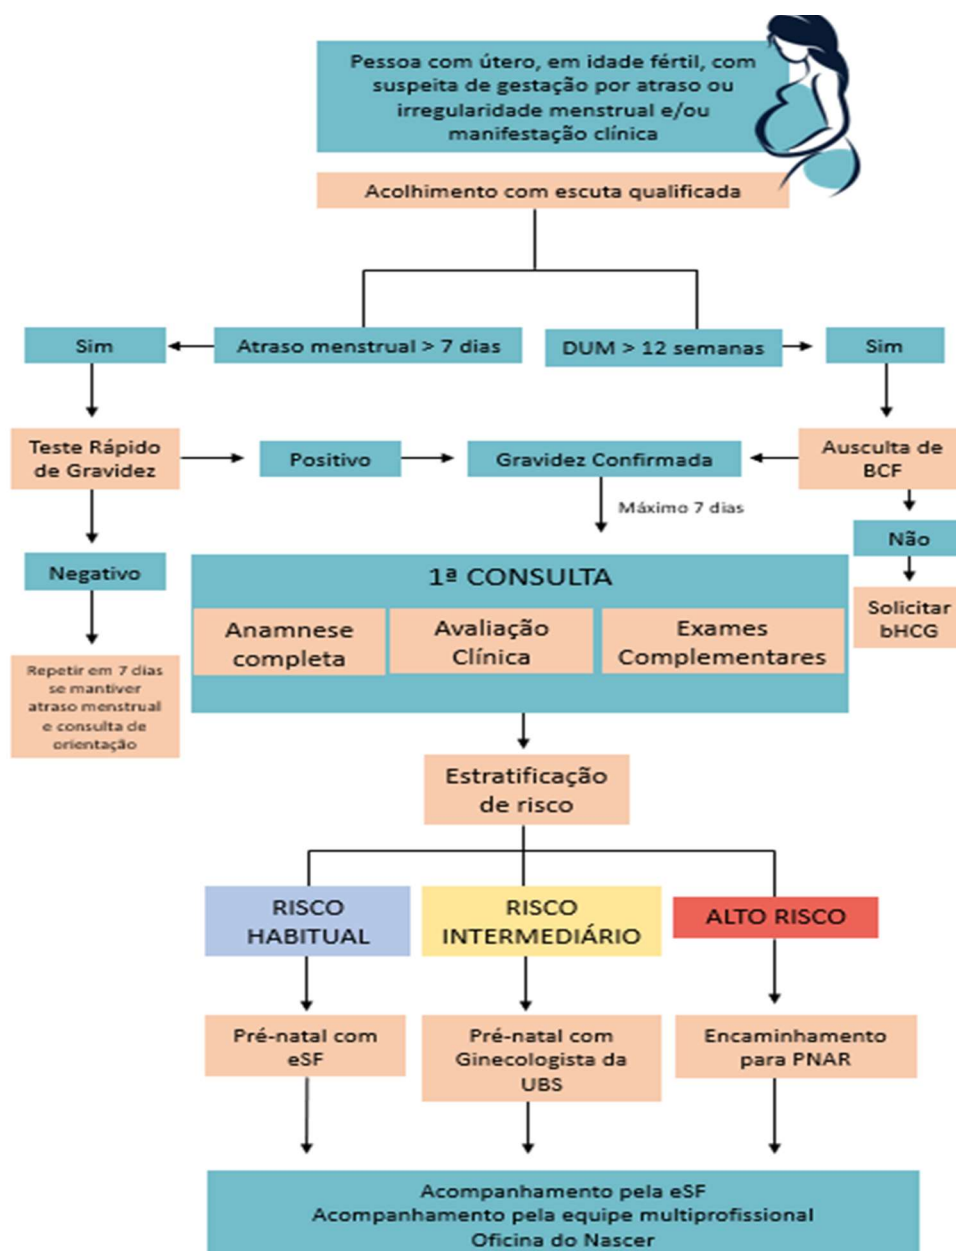 Pessoa com útero, em idade fértil, com
suspeita de gestação por atraso ou
irregularidade menstrual e/ou
manifestação clínica
Acolhimento com escuta qualificada
Sim
Atraso menstrual > 7 dias
DUM > 12 semanas
Sim
Teste Rápido
de Gravidez
Positivo
Gravidez Confirmada
Ausculta de
BCF
Máximo 7 dias
Não
Negativo
1ª CONSULTA
Solicitar
bHCG
Anamnese
completa
Avaliação
Clínica
Exames
Complementares
Repetir em 7 dias
se mantiver
atraso menstrual
e consulta de
orientação
Estratificação
de risco
RISCO
HABITUAL
RISCO
INTERMEDIÁRIO
ALTO RISCO
Pré-natal com
eSF
Pré-natal com
Ginecologista da
UBS
Encaminhamento
para PNAR
Acompanhamento pela eSF
Acompanhamento pela equipe multiprofissional
Oficina do Nascer